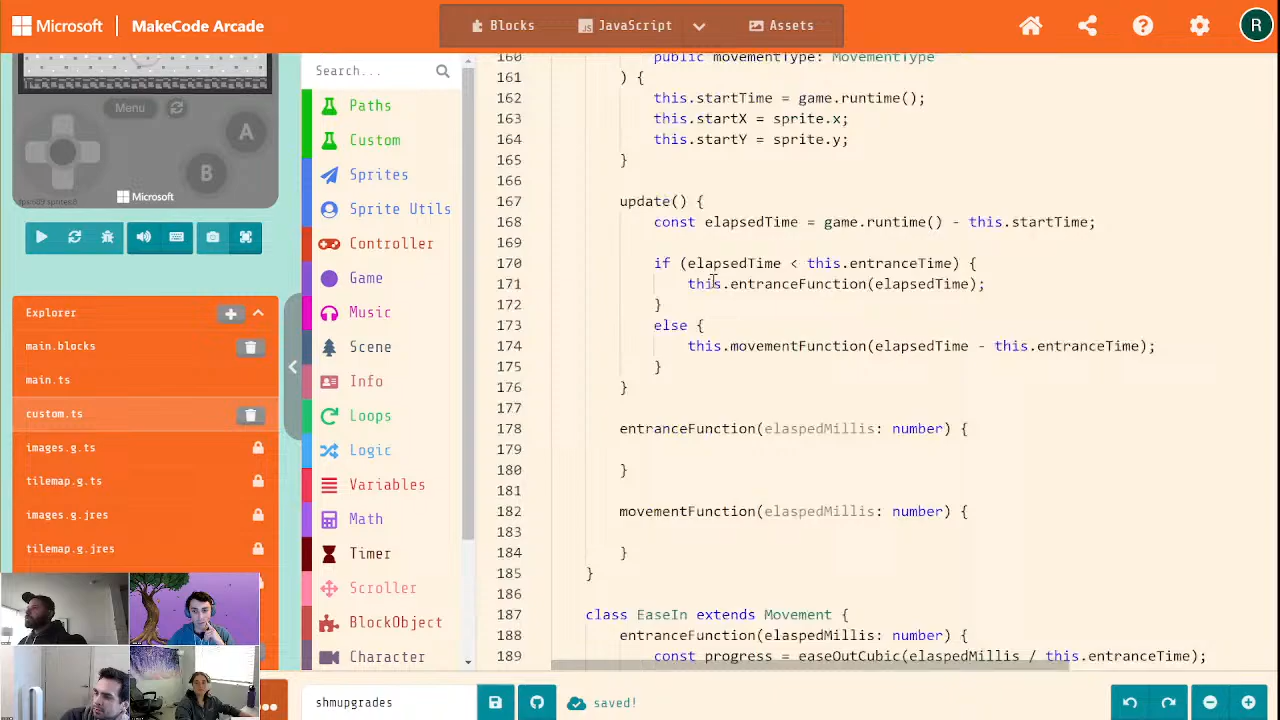 Microsoft | MakeCode Arcade
Blocks
JavaScript
Assets
R
Menu
A
B
Microsoft
Explorer
main.blocks
main.ts
custom.ts
images.g.ts
tilemap.g.ts
images.g.jres
tilemap.g.jres
Search...
Paths
Custom
Sprites
Sprite Utils
Controller
Game
Music
Scene
Info
Loops
Logic
Variables
Math
Timer
Scroller
BlockObject
Character
160 public movementType: MovementType
161 ) {
162 this.startTime = game.runtime();
163 this.startX = sprite.x;
164 this.startY = sprite.y;
165 }
166
167 update() {
168 const elapsedTime = game.runtime() - this.startTime;
169
170 if (elapsedTime < this.entranceTime) {
171 this.entranceFunction(elapsedTime);
172 }
173 else {
174 this.movementFunction(elapsedTime - this.entranceTime);
175 }
176 }
177
178 entranceFunction(elaspedMillis: number) {
179
180 }
181
182 movementFunction(elaspedMillis: number) {
183
184 }
185 }
186
187 class EaseIn extends Movement {
188 entranceFunction(elaspedMillis: number) {
189 const progress = easeOutCubic(elaspedMillis / this.entranceTime);
shmupgrades
saved!